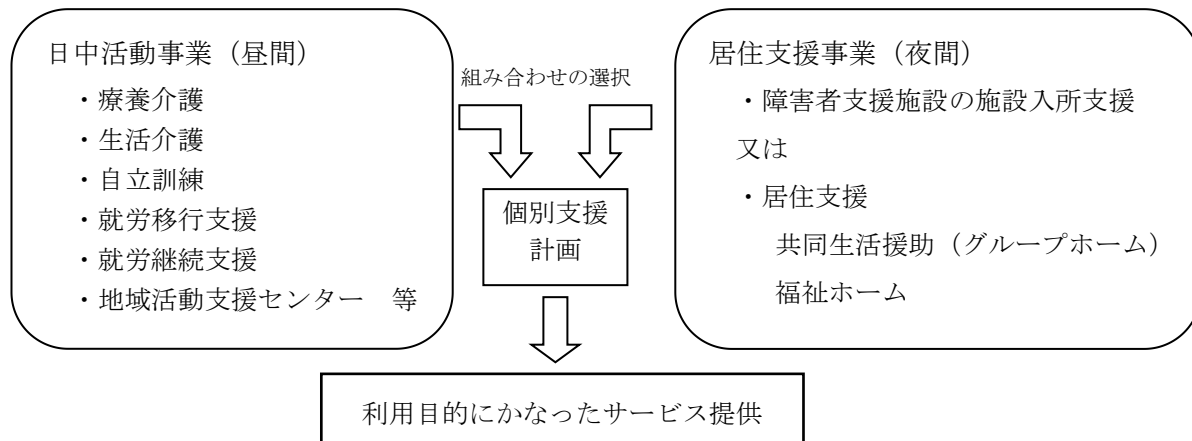 日中活動事業（昼間）
・療養介護
・生活介護
・自立訓練
・就労移行支援
・就労継続支援
・地域活動支援センター　等
組み合わせの選択
個別支援
計画
居住支援事業（夜間）
・障害者支援施設の施設入所支援
又は
・居住支援
共同生活援助（グループホーム）
福祉ホーム
利用目的にかなったサービス提供